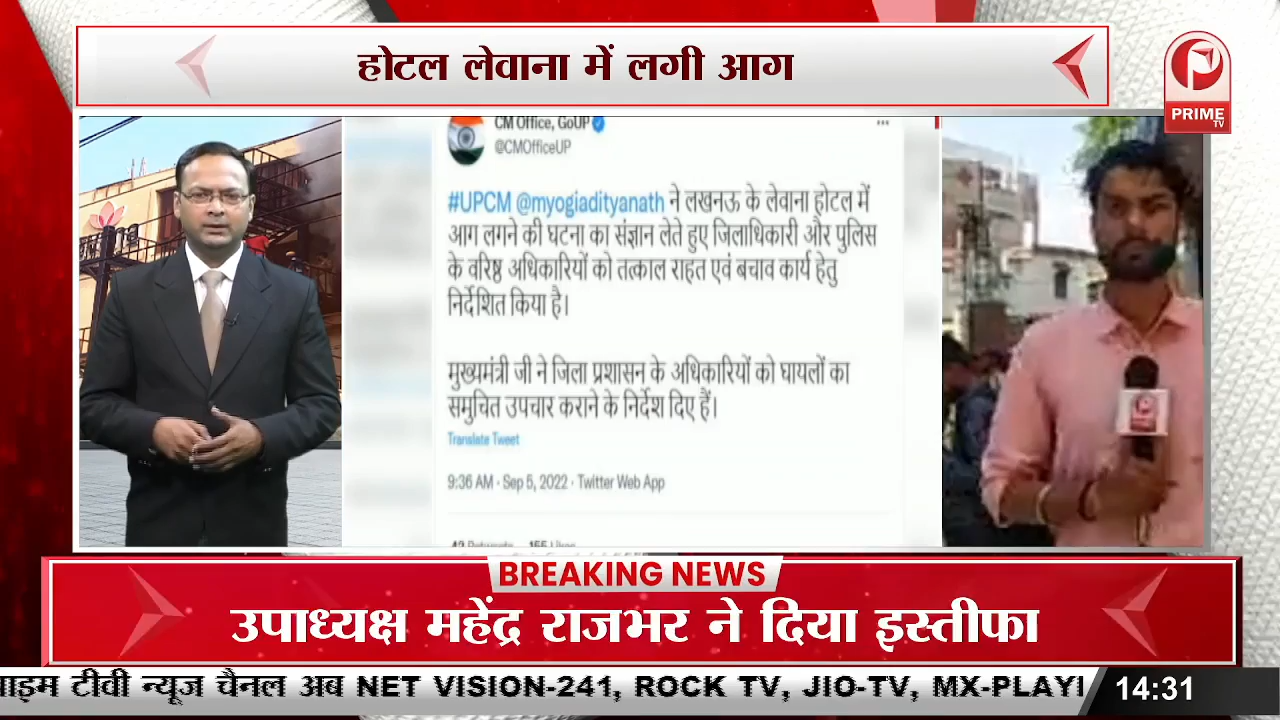 होटल लेवाना में लगी आग
PRIME
TV
CM Office, GoUP
@CMOfficeUP
#UPCM @myogiadityanath ने लखनऊ के लेवाना होटल में
आग लगने की घटना का संज्ञान लेते हुए जिलाधिकारी और पुलिस
के वरिष्ठ अधिकारियों को तत्काल राहत एवं बचाव कार्य हेतु
निर्देशित किया है।
मुख्यमंत्री जी ने जिला प्रशासन के अधिकारियों को घायलों का
समुचित उपचार कराने के निर्देश दिए हैं।
Translate Tweet
9:36 AM · Sep 5, 2022 · Twitter Web App
BREAKING NEWS
उपाध्यक्ष महेंद्र राजभर ने दिया इस्तीफा
टीवी न्यूज चैनल अब NET VISION-241, ROCK TV, JIO-TV, MX-PLAYI
14:31